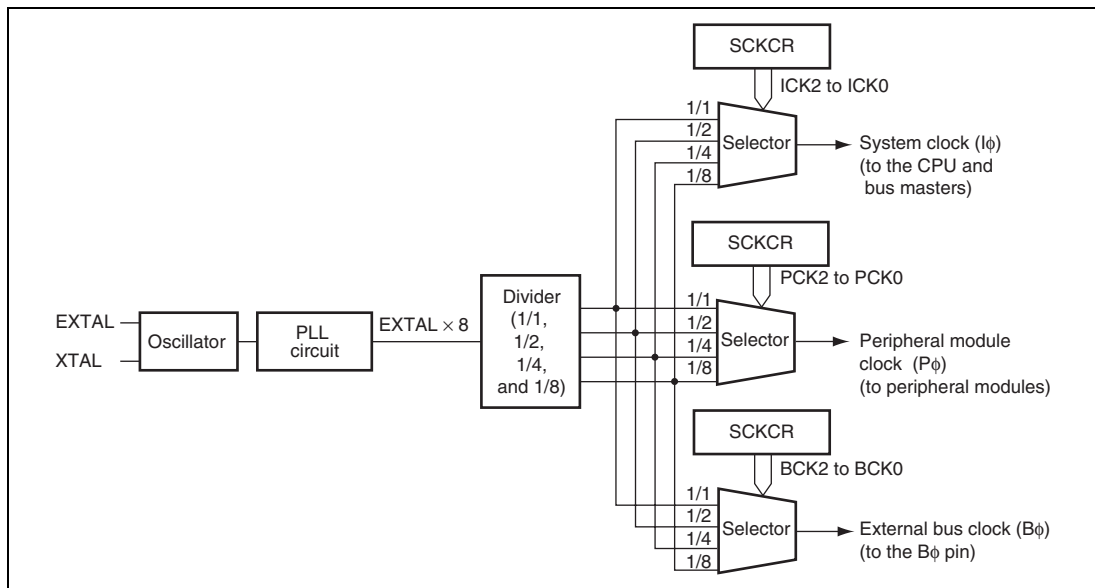 SCKCR
ICK2 to ICK0
1/1
1/2
1/4
1/8
Selector
System clock (Iϕ)
(to the CPU and
bus masters)
SCKCR
PCK2 to PCK0
EXTAL
XTAL
Oscillator
PLL
circuit
EXTAL × 8
Divider
(1/1,
1/2,
1/4,
and 1/8)
1/1
1/2
1/4
1/8
Selector
Peripheral module
clock (Pϕ)
(to peripheral modules)
SCKCR
BCK2 to BCK0
1/1
1/2
1/4
1/8
Selector
External bus clock (Bϕ)
(to the Bϕ pin)